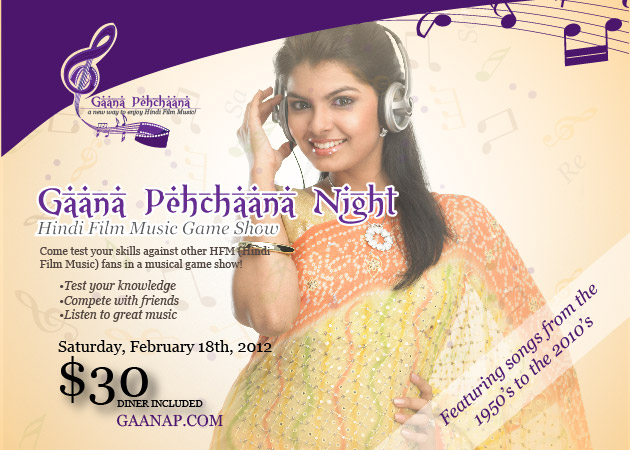 Gaana Pehchaana
a new way to enjoy Hindi Film Music!
Sa
Re
Gaana Pehchaana Night
Hindi Film Music Game Show
Come test your skills against other HFM (Hindi
Film Music) fans in a musical game show!
•Test your knowledge
•Compete with friends
•Listen to great music
Saturday, February 18th, 2012
$30
DINER INCLUDED
GAANAP.COM
Featuring songs from the
1950's to the 2010's